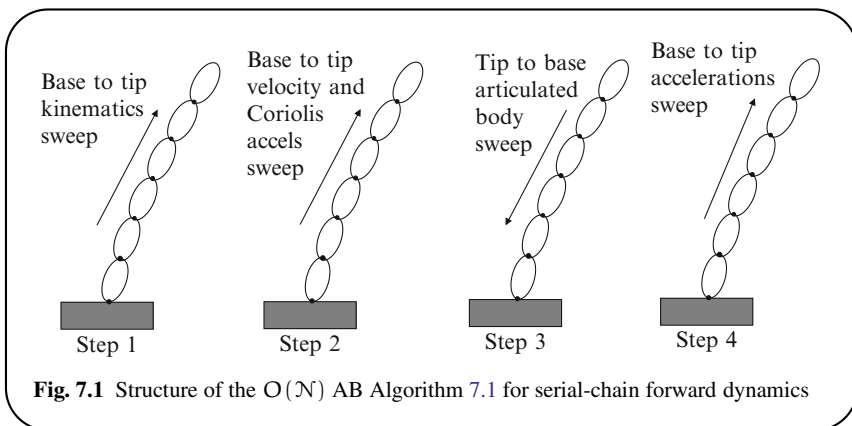 Base to tip
kinematics
sweep
Step 1
Base to tip
velocity and
Coriolis
accels
sweep
Step 2
Tip to base
articulated
body
sweep
Step 3
Base to tip
accelerations
sweep
Step 4
Fig. 7.1 Structure of the O(N) AB Algorithm 7.1 for serial-chain forward dynamics